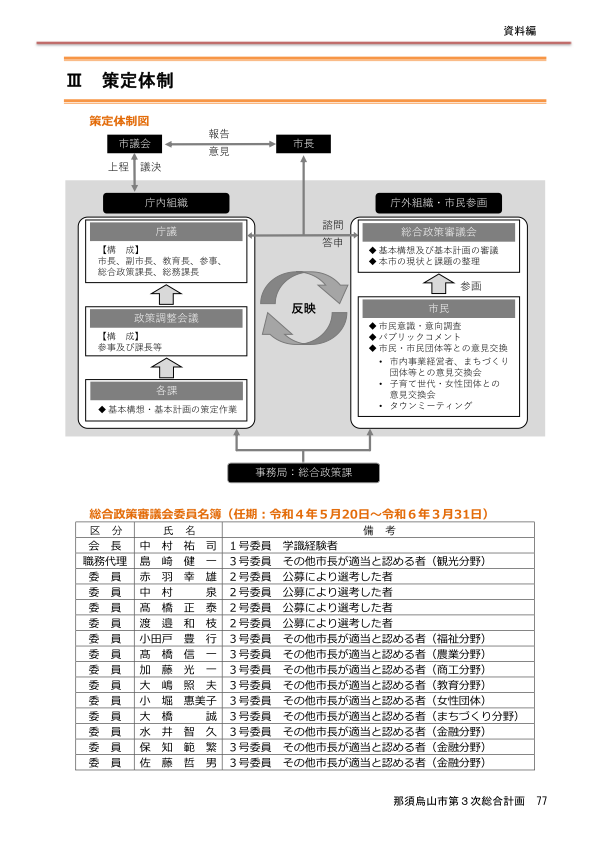 資料編
Ⅲ 策定体制
策定体制図
市議会
報告
意見
市長
上程 議決
庁内組織
庁外組織・市民参画
庁議
【構 成】
市長、副市長、教育長、参事、
総合政策課長、総務課長
政策調整会議
【構 成】
参事及び課長等
各課
◆基本構想・基本計画の策定作業
諮問
答申
反映
総合政策審議会
◆基本構想及び基本計画の審議
◆本市の現状と課題の整理
参画
市民
◆市民意識・意向調査
◆パブリックコメント
◆市民・市民団体等との意見交換
• 市内事業経営者、まちづくり
団体等との意見交換会
• 子育て世代・女性団体との
意見交換会
• タウンミーティング
事務局：総合政策課
総合政策審議会委員名簿（任期：令和４年５月20日～令和６年３月31日）
区 分 氏 名 備 考
会 長 中 村 祐 司 １号委員 学識経験者
職務代理 島 崎 健 一 ３号委員 その他市長が適当と認める者（観光分野）
委 員 赤 羽 幸 雄 ２号委員 公募により選考した者
委 員 中 村 泉 ２号委員 公募により選考した者
委 員 髙 橋 正 泰 ２号委員 公募により選考した者
委 員 渡 邉 和 枝 ２号委員 公募により選考した者
委 員 小田戸 豊 行 ３号委員 その他市長が適当と認める者（福祉分野）
委 員 髙 橋 信 一 ３号委員 その他市長が適当と認める者（農業分野）
委 員 加 藤 光 一 ３号委員 その他市長が適当と認める者（商工分野）
委 員 大 嶋 照 夫 ３号委員 その他市長が適当と認める者（教育分野）
委 員 小 堀 惠美子 ３号委員 その他市長が適当と認める者（女性団体）
委 員 大 橋 誠 ３号委員 その他市長が適当と認める者（まちづくり分野）
委 員 水 井 智 久 ３号委員 その他市長が適当と認める者（金融分野）
委 員 保 知 範 繁 ３号委員 その他市長が適当と認める者（金融分野）
委 員 佐 藤 哲 男 ３号委員 その他市長が適当と認める者（金融分野）
那須烏山市第３次総合計画 77